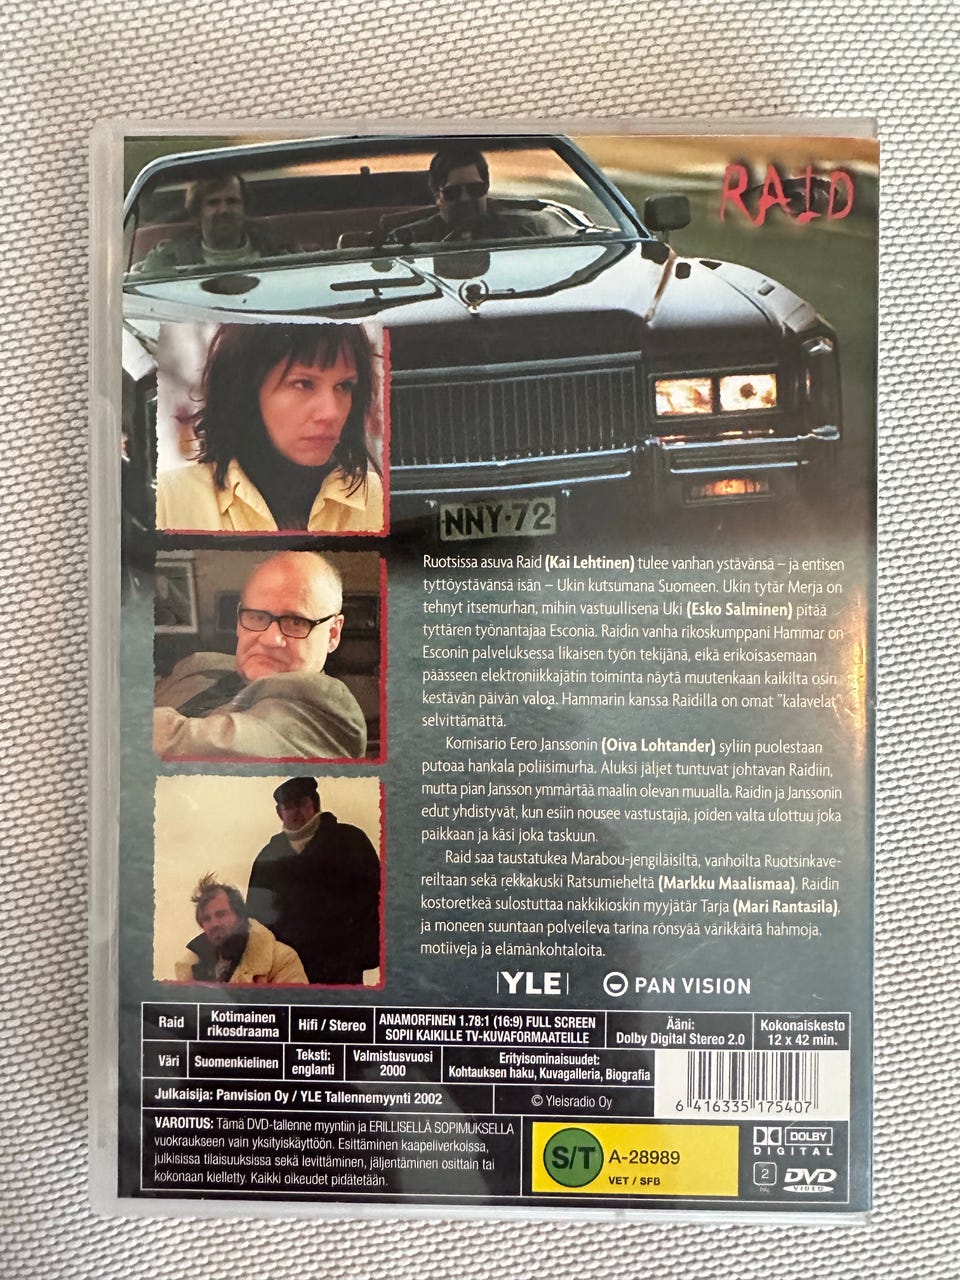 RAID
NNY-72
Ruotsissa asuva Raid (Kai Lehtinen) tulee vanhan ystävänsä – ja entisen
tyttöystävänsä isän – Ukin kutsumana Suomeen. Ukin tytär Merja on
tehnyt itsemurhan, mihin vastuullisena Uki (Esko Salminen) pitää
tyttären työnantajaa Esconia. Raidin vanha rikoskumppani Hammar on
Esconin palveluksessa likaisen työn tekijänä, eikä erikoisasemaan
päässeen elektroniikkajätin toiminta näytä muutenkaan kaikilta osin
kestävän päivän valoa. Hammarin kanssa Raidilla on omat "kalavelat"
selvittämättä.
Komisario Eero Janssonin (Oiva Lohtander) syliin puolestaan
putoaa hankala poliisimurha. Aluksi jäljet tuntuvat johtavan Raidiin,
mutta pian Jansson ymmärtää maalin olevan muualla. Raidin ja Janssonin
edut yhdistyvät, kun esiin nousee vastustajia, joiden valta ulottuu joka
paikkaan ja käsi joka taskuun.
Raid saa taustatukea Marabou-jengiläisiltä, vanhoilta Ruotsinkave-
reiltaan sekä rekkakuski Ratsumieheltä (Markku Maalismaa). Raidin
kostoretkeä sulostuttaa nakkikioskin myyjätär Tarja (Mari Rantasila),
ja moneen suuntaan polveileva tarina rönsyää värikkäitä hahmoja,
motiiveja ja elämänkohtaloita.
YLE PAN VISION
Raid
Kotimainen
rikosdraama
Hifi / Stereo
ANAMORFINEN 1.78:1 (16:9) FULL SCREEN
SOPII KAIKILLE TV-KUVAFORMAATEILLE
Ääni:
Dolby Digital Stereo 2.0
Kokonaiskesto
12 x 42 min.
Väri
Suomenkielinen
Teksti:
englanti
Valmistusvuosi
2000
Erityisominaisuudet:
Kohtauksen haku, Kuvagalleria, Biografia
Julkaisija: Panvision Oy / YLE Tallennemyynti 2002
© Yleisradio Oy
6 416335 175407
VAROITUS: Tämä DVD-tallenne myyntiin ja ERILLISELLÄ SOPIMUKSELLA
vuokraukseen vain yksityiskäyttöön. Esittäminen kaapeliverkoissa,
julkisissa tilaisuuksissa sekä levittäminen, jäljentäminen osittain tai
kokonaan kielletty. Kaikki oikeudet pidätetään.
S/T A-28989
VET / SFB
DOLBY
DIGITAL
2
PAL
DVD
VIDEO